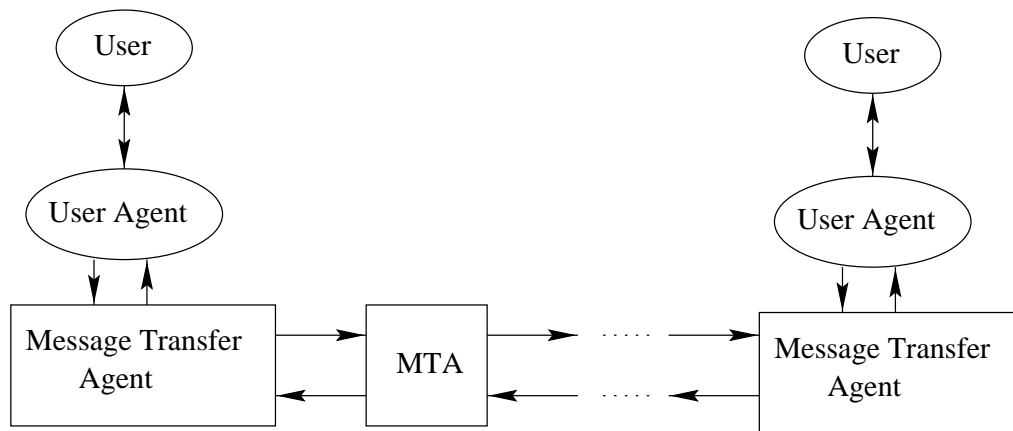 User
User
User Agent
User Agent
Message Transfer
Agent
MTA
Message Transfer
Agent